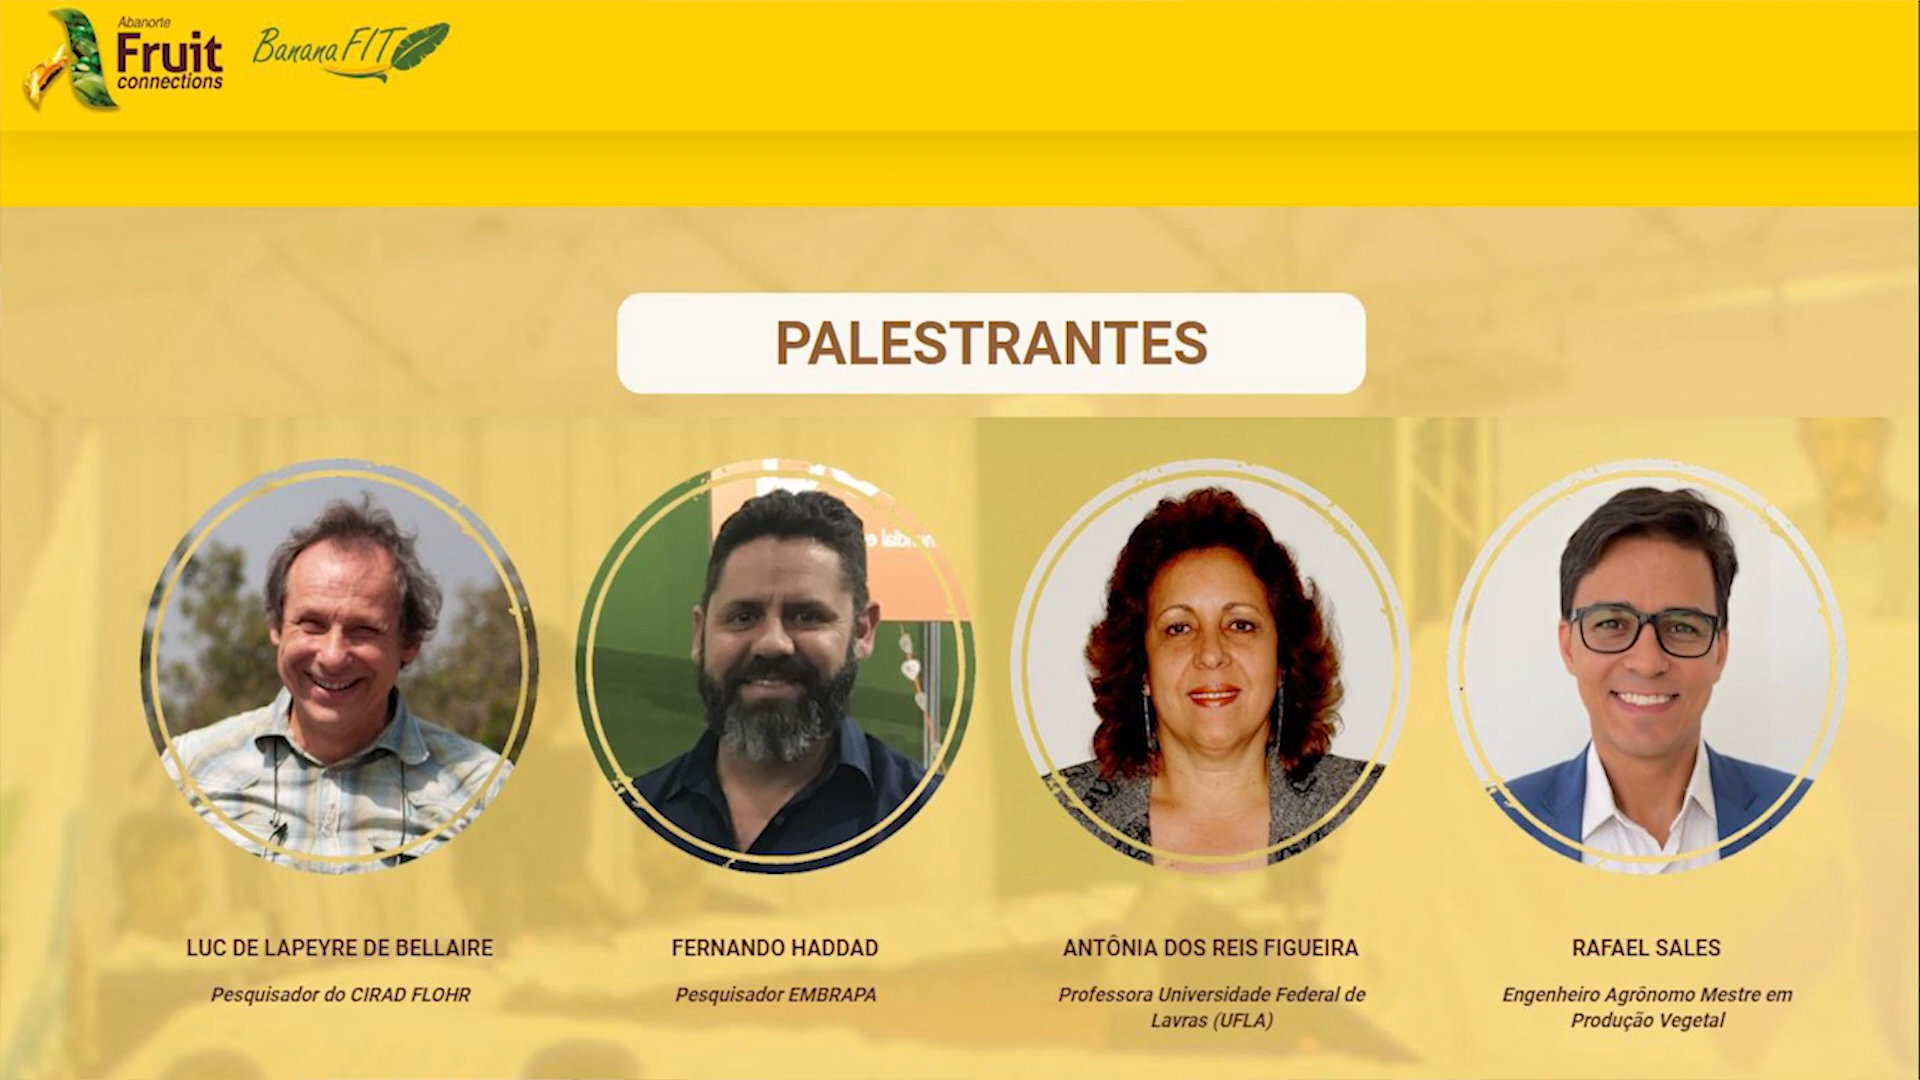 Abanorte
Fruit
connections
BananaFIT
PALESTRANTES
LUC DE LAPEYRE DE BELLAIRE
Pesquisador do CIRAD FLOHR
FERNANDO HADDAD
Pesquisador EMBRAPA
ANTÔNIA DOS REIS FIGUEIRA
Professora Universidade Federal de
Lavras (UFLA)
RAFAEL SALES
Engenheiro Agrônomo Mestre em
Produção Vegetal